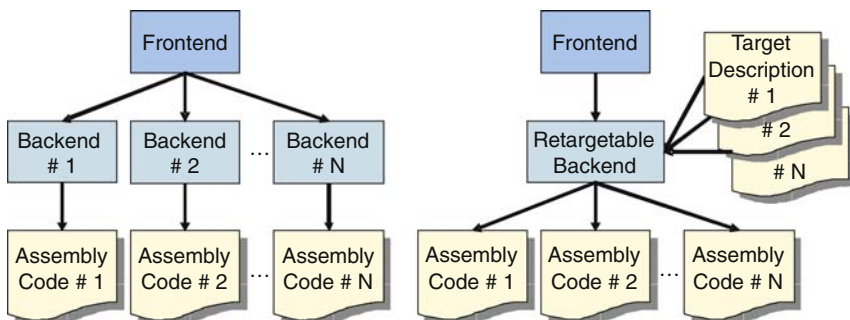 Frontend
Backend
# 1
Backend
# 2
...
Backend
# N
Assembly
Code # 1
Assembly
Code # 2
...
Assembly
Code # N
Frontend
Target
Description
# 1
# 2
# N
Retargetable
Backend
Assembly
Code # 1
Assembly
Code # 2
...
Assembly
Code # N